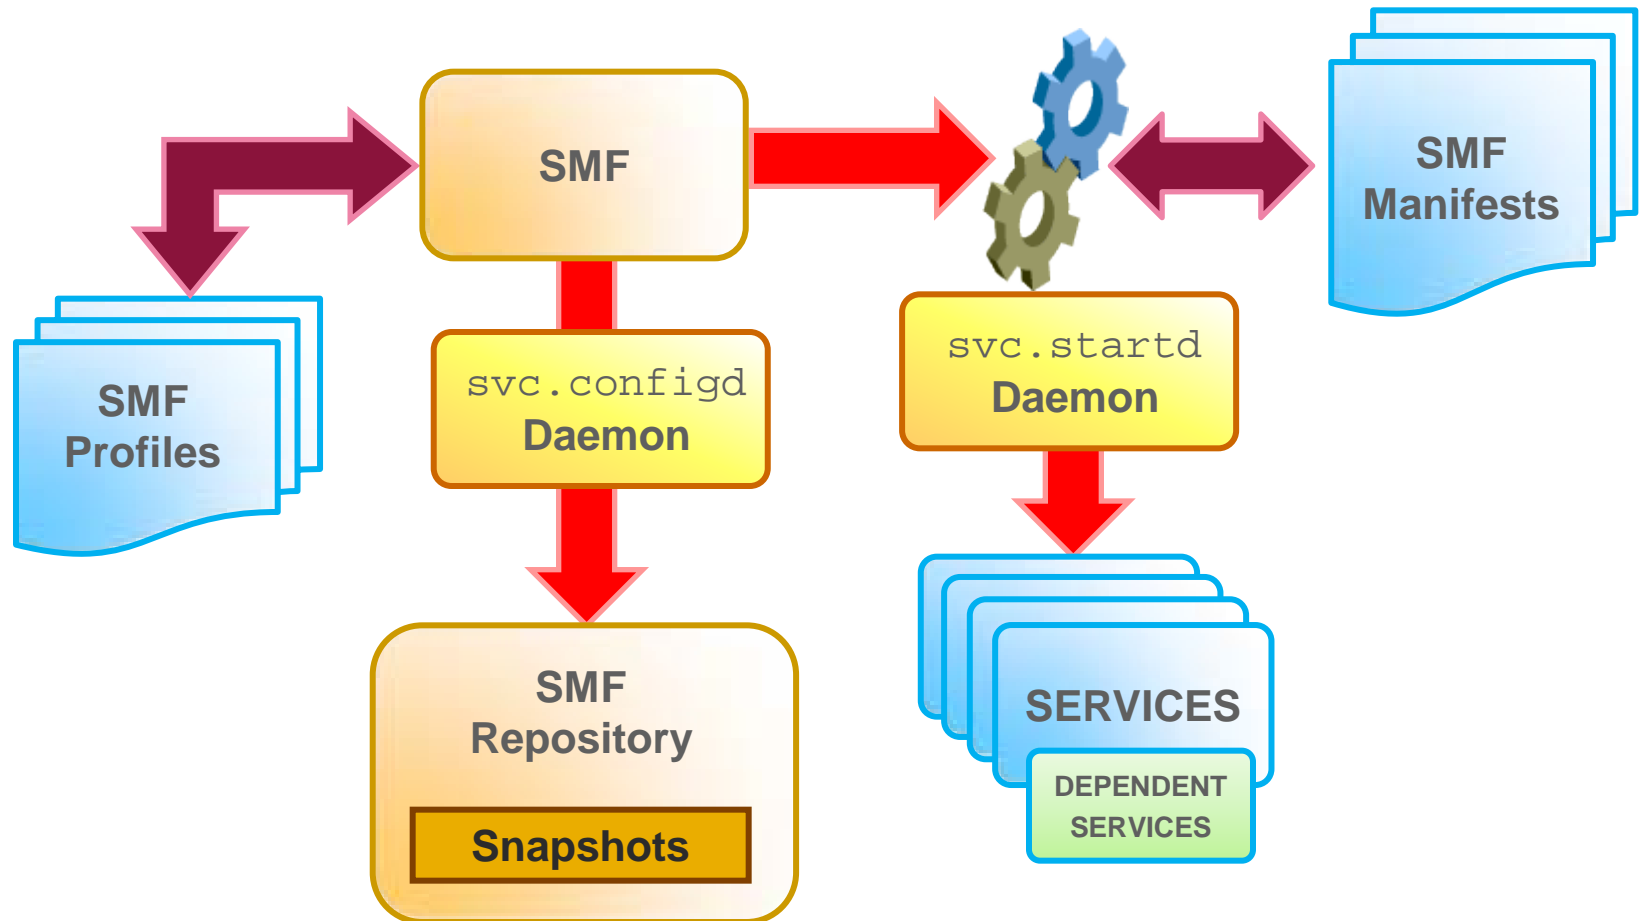 SMF
SMF
Manifests
svc.startd
Daemon
svc.configd
Daemon
SMF
Profiles
SMF
Repository
Snapshots
SERVICES
DEPENDENT
SERVICES